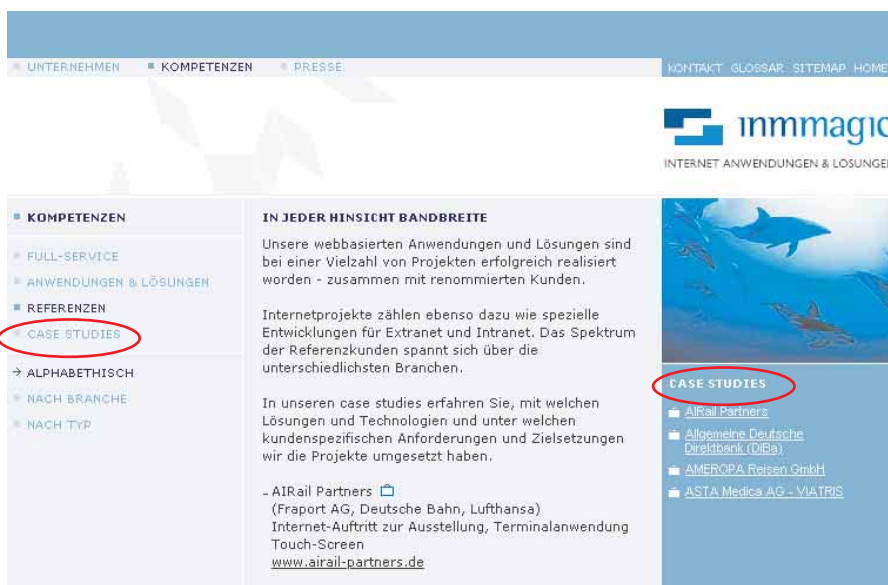 UNTERNEHMEN KOMPETENZEN PRESSE
KONTAKT GLOSSAR SITEMAP HOME
ınmmagic
INTERNET ANWENDUNGEN & LÖSUNGEN
KOMPETENZEN
FULL-SERVICE
ANWENDUNGEN & LÖSUNGEN
REFERENZEN
CASE STUDIES
→ ALPHABETHISCH
NACH BRANCHE
NACH TYP
IN JEDER HINSICHT BANDBREITE
Unsere webbasierten Anwendungen und Lösungen sind
bei einer Vielzahl von Projekten erfolgreich realisiert
worden - zusammen mit renommierten Kunden.
Internetprojekte zählen ebenso dazu wie spezielle
Entwicklungen für Extranet und Intranet. Das Spektrum
der Referenzkunden spannt sich über die
unterschiedlichsten Branchen.
In unseren case studies erfahren Sie, mit welchen
Lösungen und Technologien und unter welchen
kundenspezifischen Anforderungen und Zielsetzungen
wir die Projekte umgesetzt haben.
- AIRail Partners
(Fraport AG, Deutsche Bahn, Lufthansa)
Internet-Auftritt zur Ausstellung, Terminalanwendung
Touch-Screen
www.airail-partners.de
CASE STUDIES
AIRail Partners
Allgemeine Deutsche
Direktbank (DiBa)
AMEROPA Reisen GmbH
ASTA Medica AG - VIATRIS